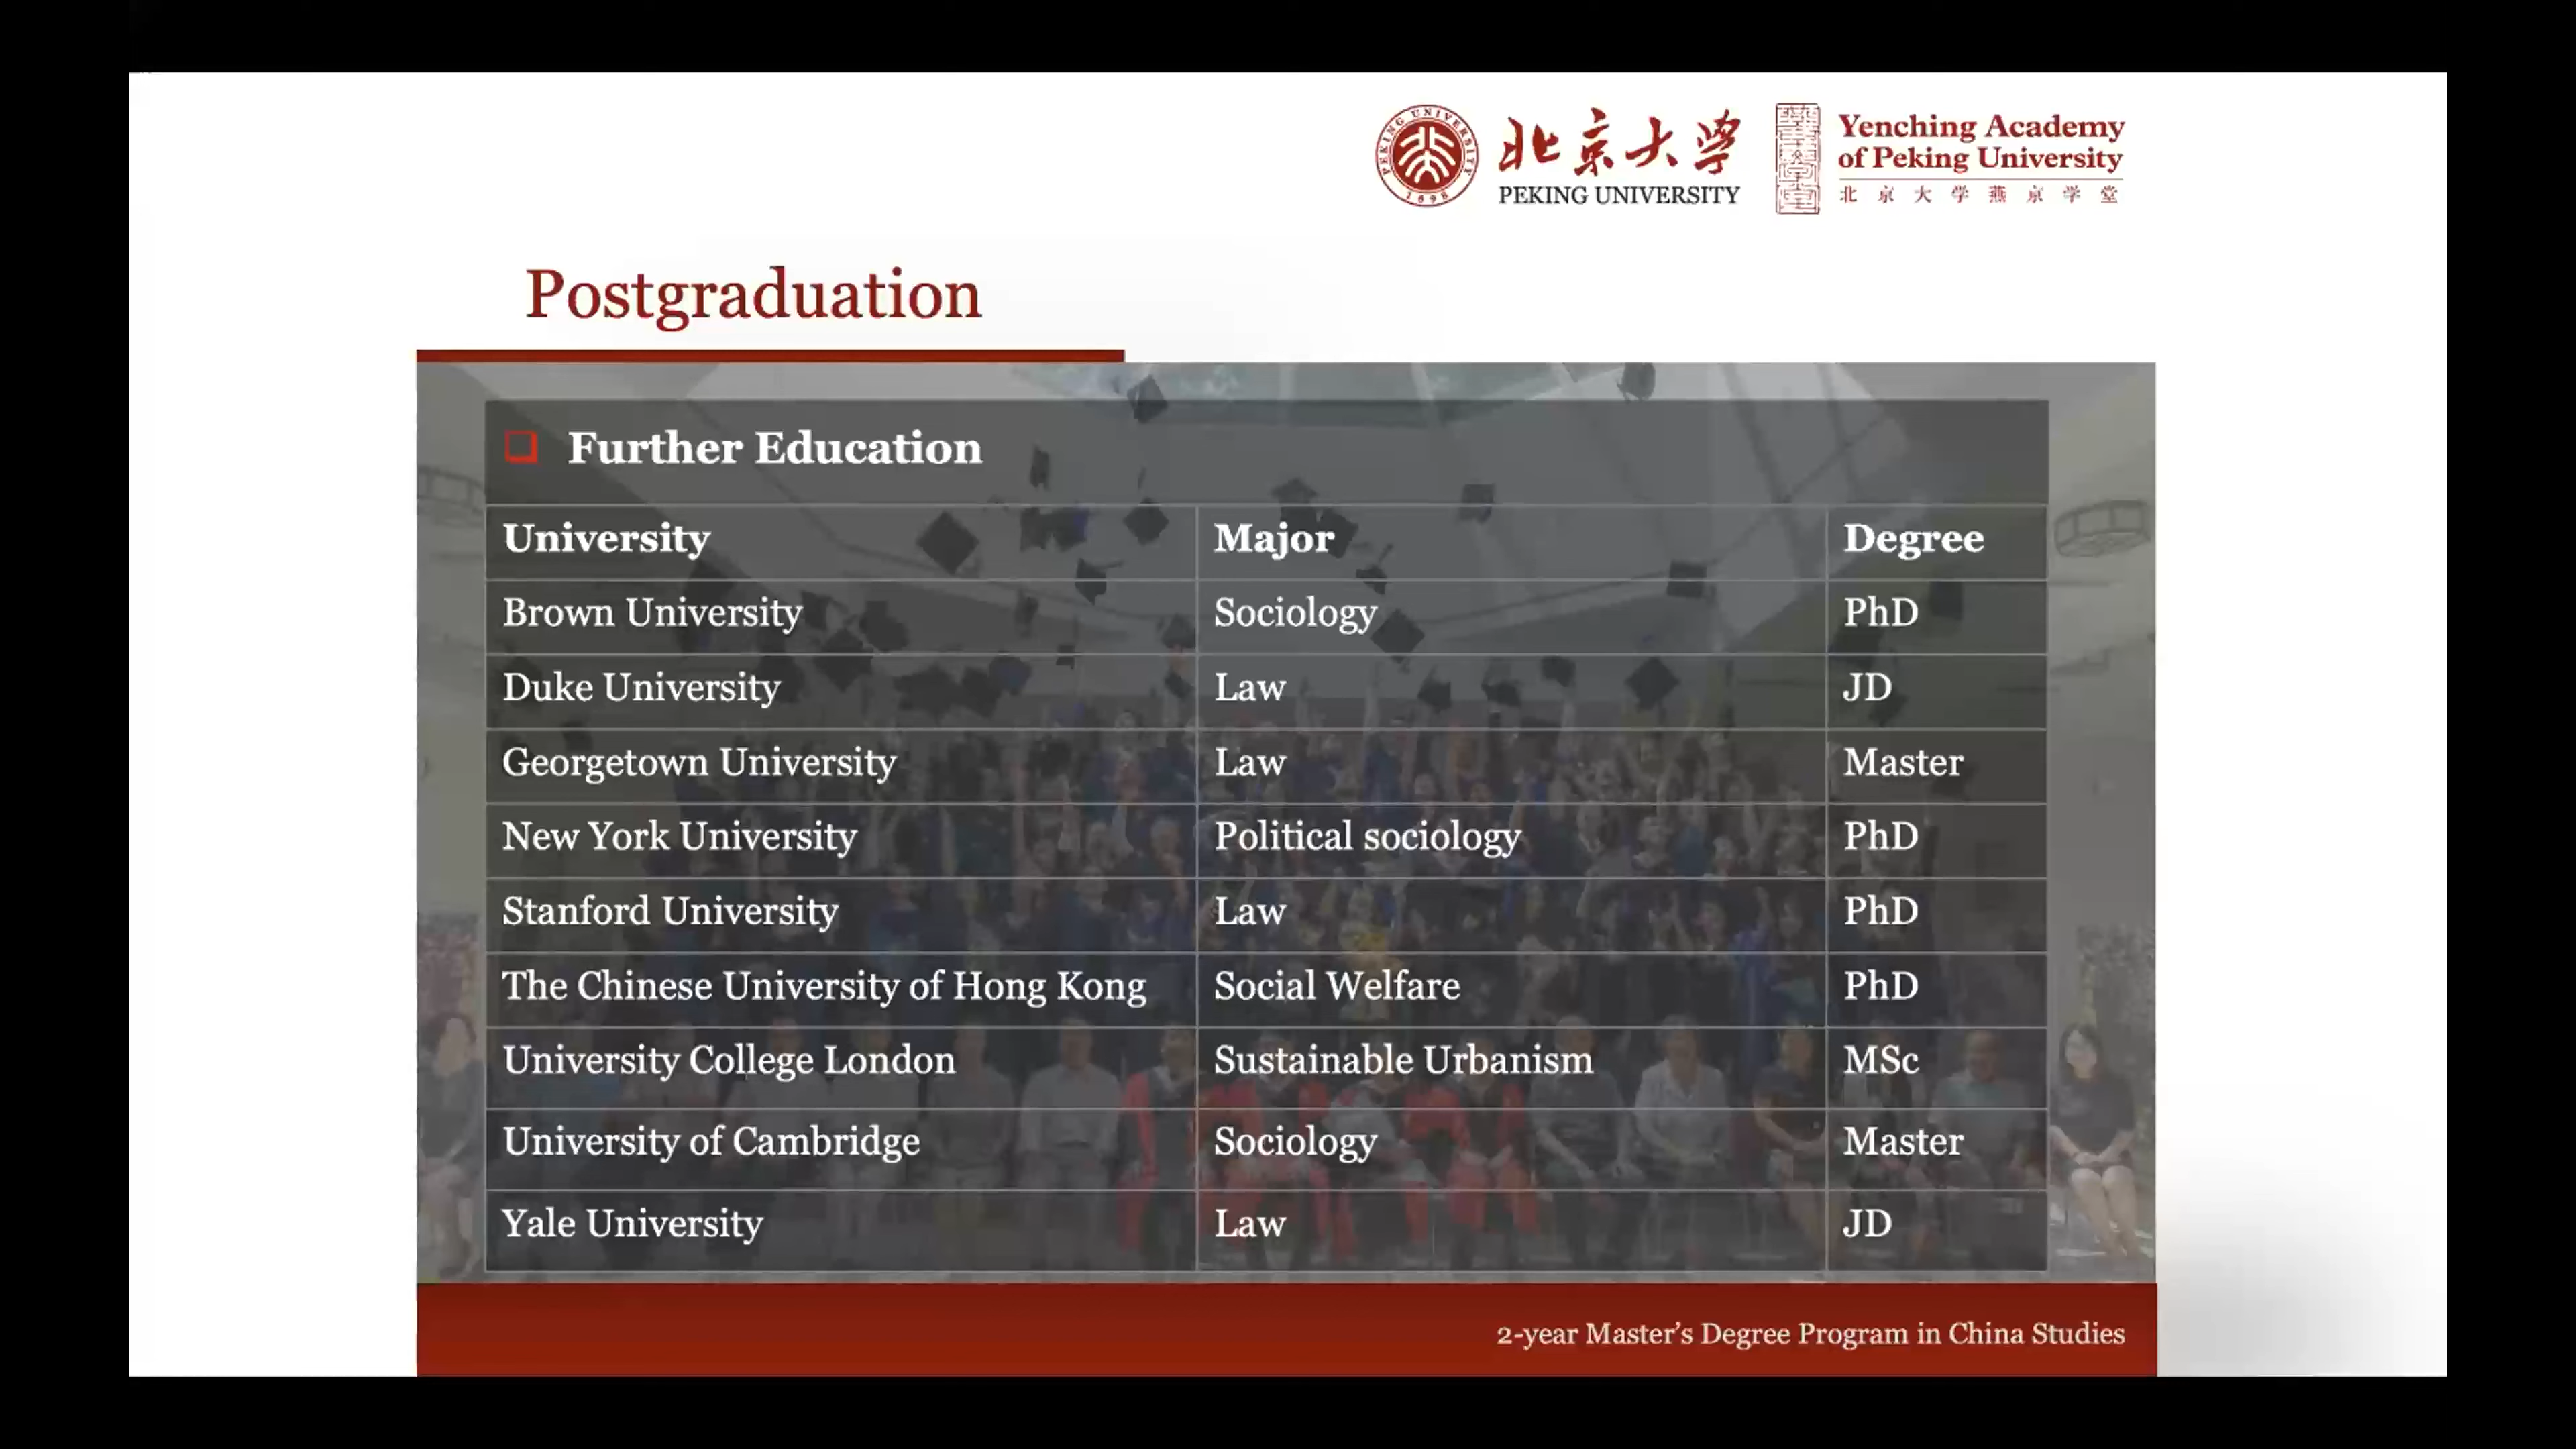 PEKING UNIVERSITY
1898
北京大学
PEKING UNIVERSITY
Yenching Academy
of Peking University
北京大学燕京学堂
Postgraduation
Further Education
University Major Degree
Brown University Sociology PhD
Duke University Law JD
Georgetown University Law Master
New York University Political sociology PhD
Stanford University Law PhD
The Chinese University of Hong Kong Social Welfare PhD
University College London Sustainable Urbanism MSc
University of Cambridge Sociology Master
Yale University Law JD
2-year Master’s Degree Program in China Studies